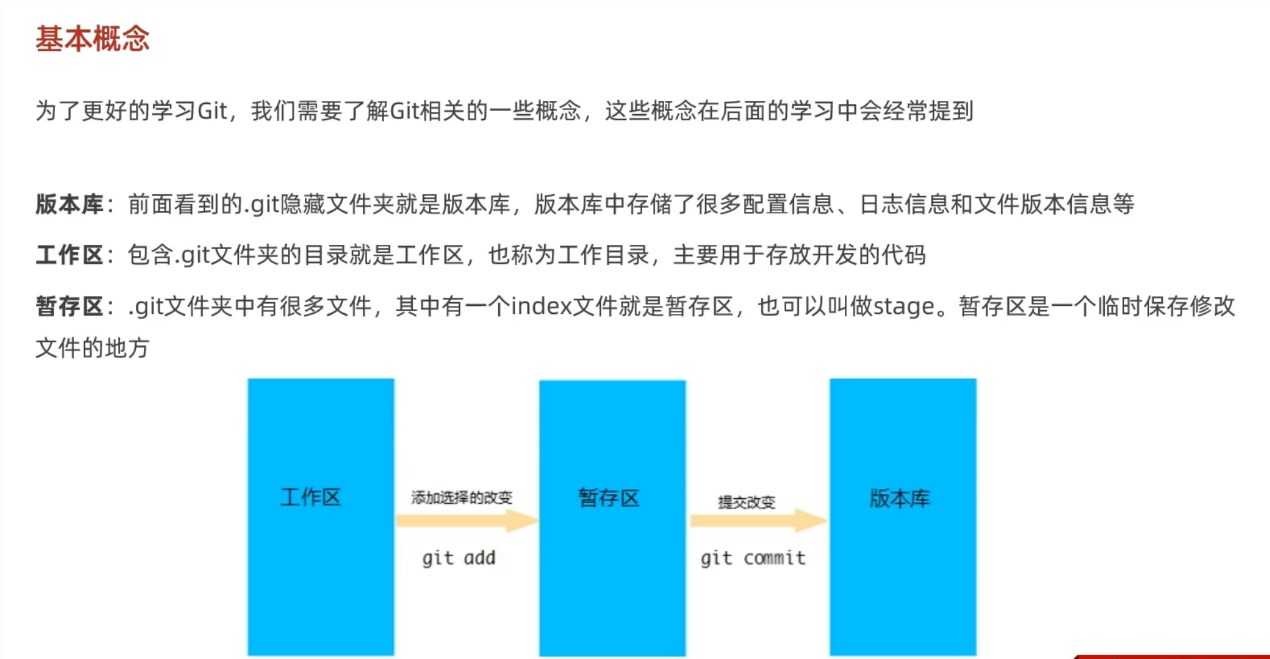 基本概念
为了更好的学习Git，我们需要了解Git相关的一些概念，这些概念在后面的学习中会经常提到
版本库：前面看到的.git隐藏文件夹就是版本库，版本库中存储了很多配置信息、日志信息和文件版本信息等
工作区：包含.git文件夹的目录就是工作区，也称为工作目录，主要用于存放开发的代码
暂存区：.git文件夹中有很多文件，其中有一个index文件就是暂存区，也可以叫做stage。暂存区是一个临时保存修改
文件的地方
工作区
添加选择的改变
git add
暂存区
提交改变
git commit
版本库